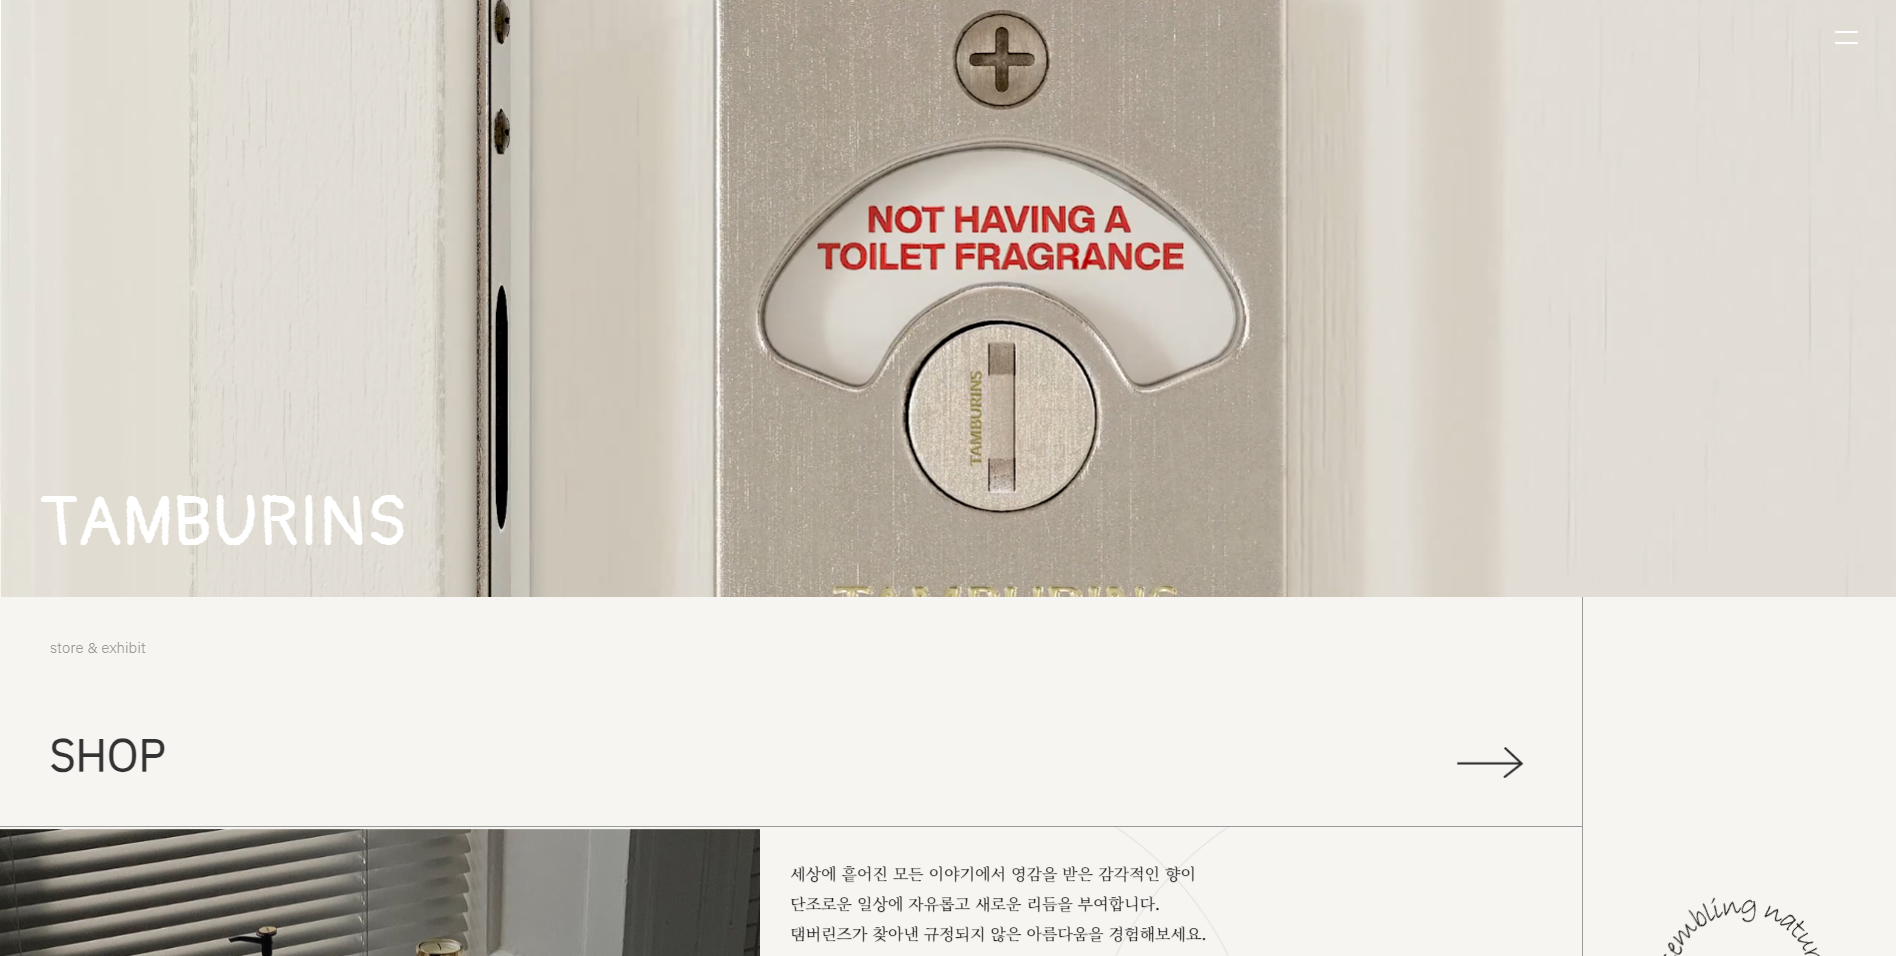 NOT HAVING A
TOILET FRAGRANCE
TAMBURINS
TAMBURINS
TAMBURINS
store & exhibit
SHOP
세상에 흩어진 모든 이야기에서 영감을 받은 감각적인 향이
단조로운 일상에 자유롭고 새로운 리듬을 부여합니다.
탬버린즈가 찾아낸 규정되지 않은 아름다움을 경험해보세요.